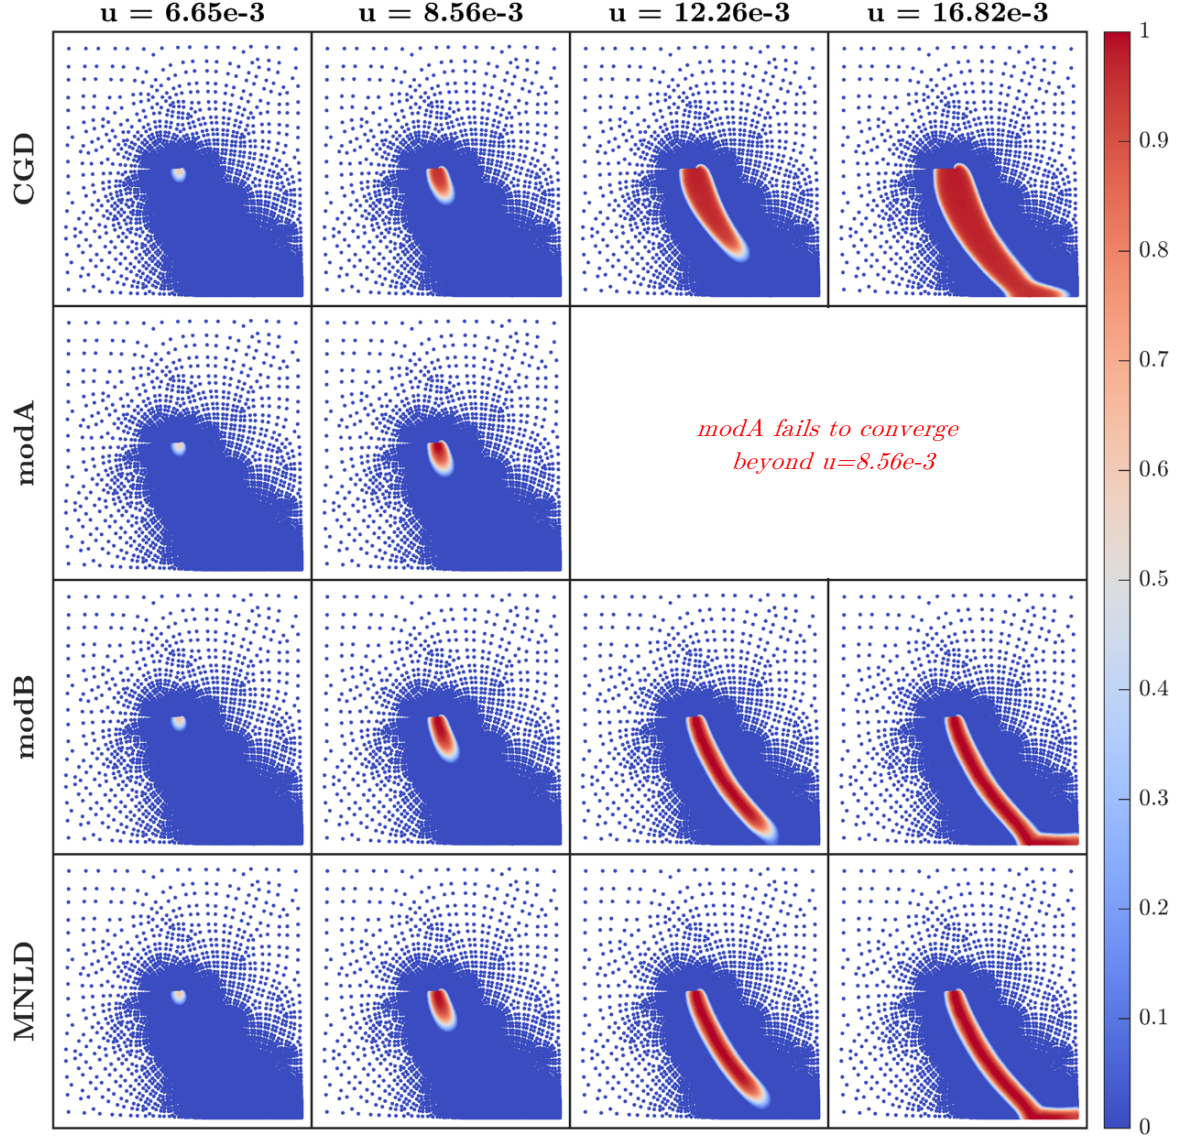 u = 6.65e-3 u = 8.56e-3 u = 12.26e-3 u = 16.82e-3
CGD
modA
modA fails to converge
beyond u=8.56e-3
modB
MNLD
1
0.9
0.8
0.7
0.6
0.5
0.4
0.3
0.2
0.1
0